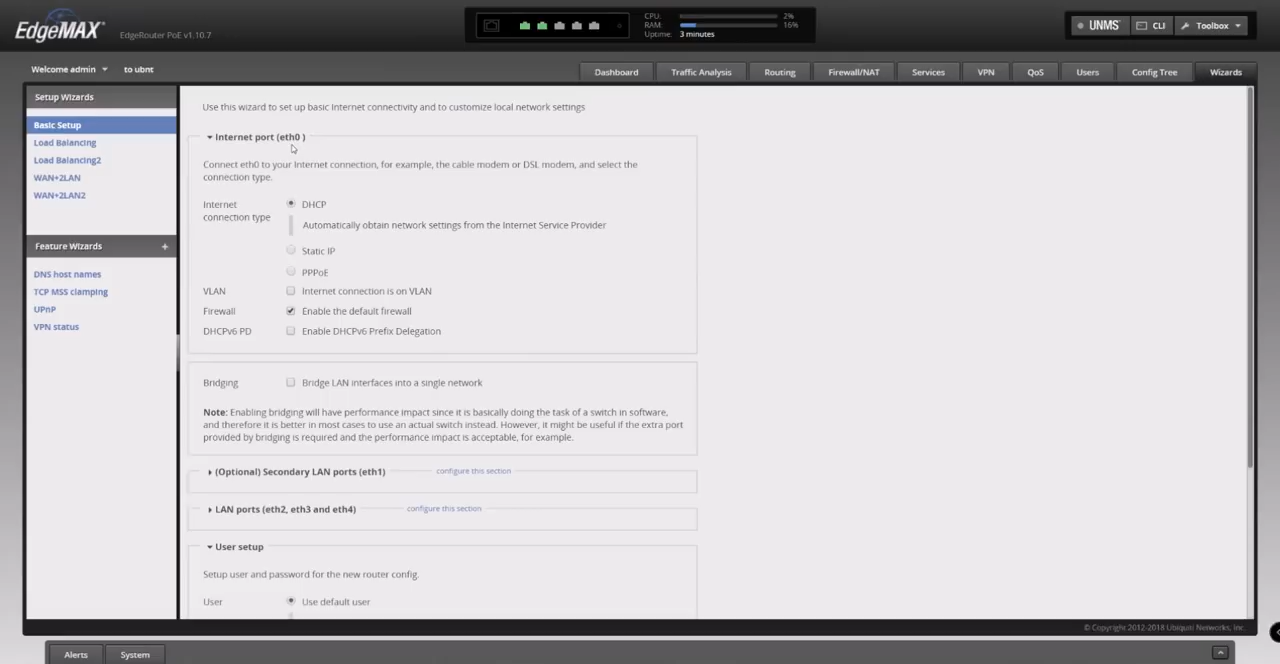 EdgeMAX
EdgeRouter PoE v1.10.7
CPU: 2%
RAM: 16%
Uptime: 3 minutes
UNMS CLI Toolbox
Welcome admin to ubnt
Dashboard Traffic Analysis Routing Firewall/NAT Services VPN QoS Users Config Tree Wizards
Setup Wizards
Basic Setup
Load Balancing
Load Balancing2
WAN+2LAN
WAN+2LAN2
Feature Wizards +
DNS host names
TCP MSS clamping
UPnP
VPN status
Use this wizard to set up basic Internet connectivity and to customize local network settings
Internet port (eth0 )
Connect eth0 to your Internet connection, for example, the cable modem or DSL modem, and select the
connection type.
Internet
connection type
DHCP
Automatically obtain network settings from the Internet Service Provider
Static IP
PPPoE
VLAN Internet connection is on VLAN
Firewall Enable the default firewall
DHCPv6 PD Enable DHCPv6 Prefix Delegation
Bridging Bridge LAN interfaces into a single network
Note: Enabling bridging will have performance impact since it is basically doing the task of a switch in software,
and therefore it is better in most cases to use an actual switch instead. However, it might be useful if the extra port
provided by bridging is required and the performance impact is acceptable, for example.
(Optional) Secondary LAN ports (eth1) configure this section
LAN ports (eth2, eth3 and eth4) configure this section
User setup
Setup user and password for the new router config.
User Use default user
© Copyright 2012-2018 Ubiquiti Networks, Inc.
Alerts System